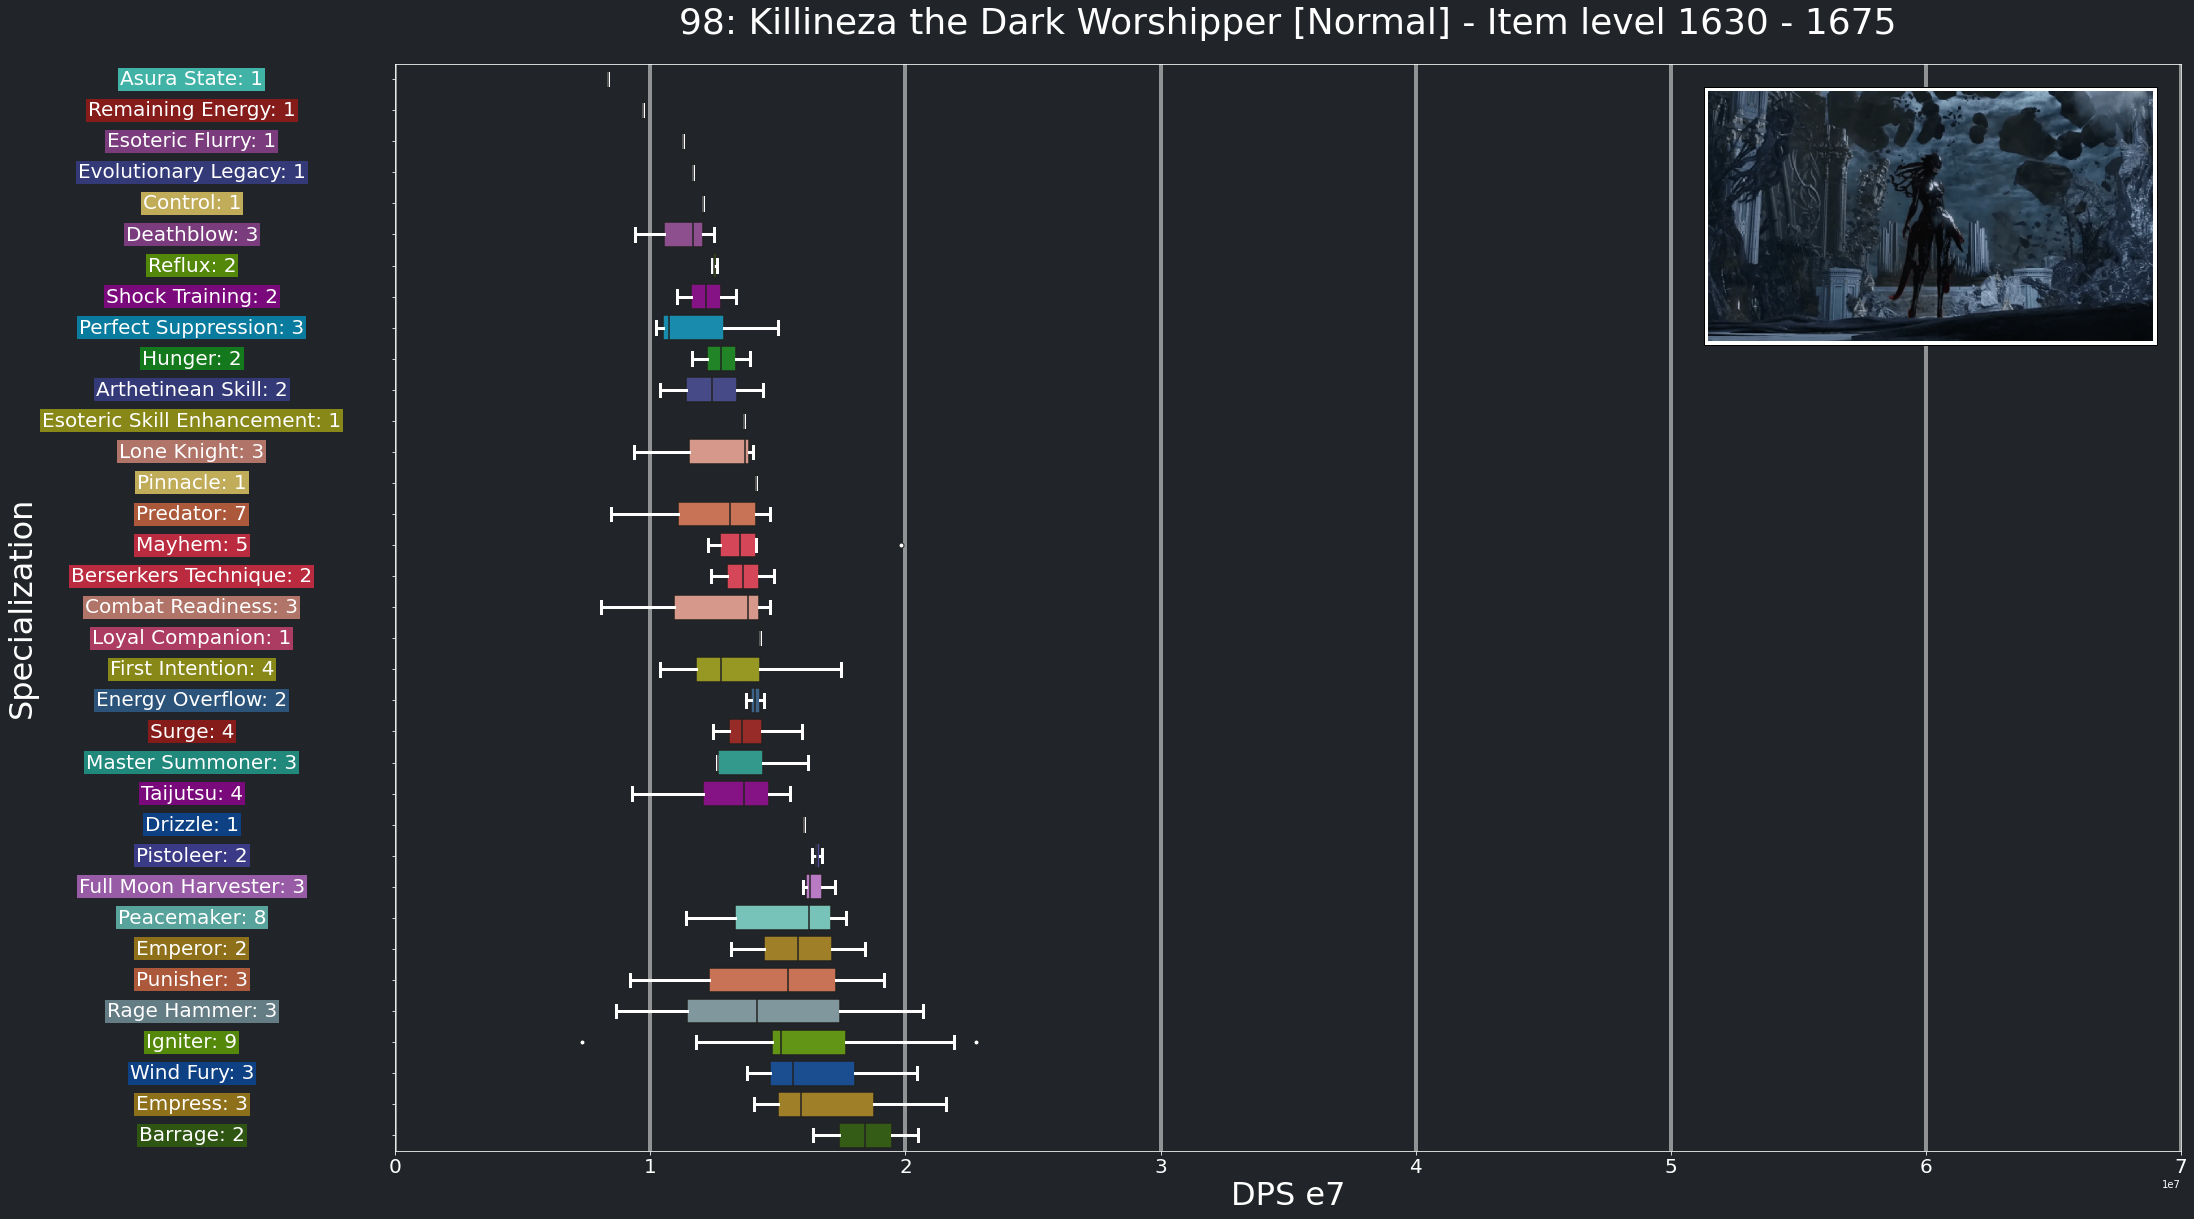 98: Killineza the Dark Worshipper [Normal] - Item level 1630 - 1675
Asura State: 1
Remaining Energy: 1
Esoteric Flurry: 1
Evolutionary Legacy: 1
Control: 1
Deathblow: 3
Reflux: 2
Shock Training: 2
Perfect Suppression: 3
Hunger: 2
Arthetinean Skill: 2
Esoteric Skill Enhancement: 1
Lone Knight: 3
Pinnacle: 1
Predator: 7
Mayhem: 5
Berserkers Technique: 2
Combat Readiness: 3
Loyal Companion: 1
First Intention: 4
Energy Overflow: 2
Surge: 4
Master Summoner: 3
Taijutsu: 4
Drizzle: 1
Pistoleer: 2
Full Moon Harvester: 3
Peacemaker: 8
Emperor: 2
Punisher: 3
Rage Hammer: 3
Igniter: 9
Wind Fury: 3
Empress: 3
Barrage: 2
Specialization
0 1 2 3 4 5 6 7
1e7
DPS e7